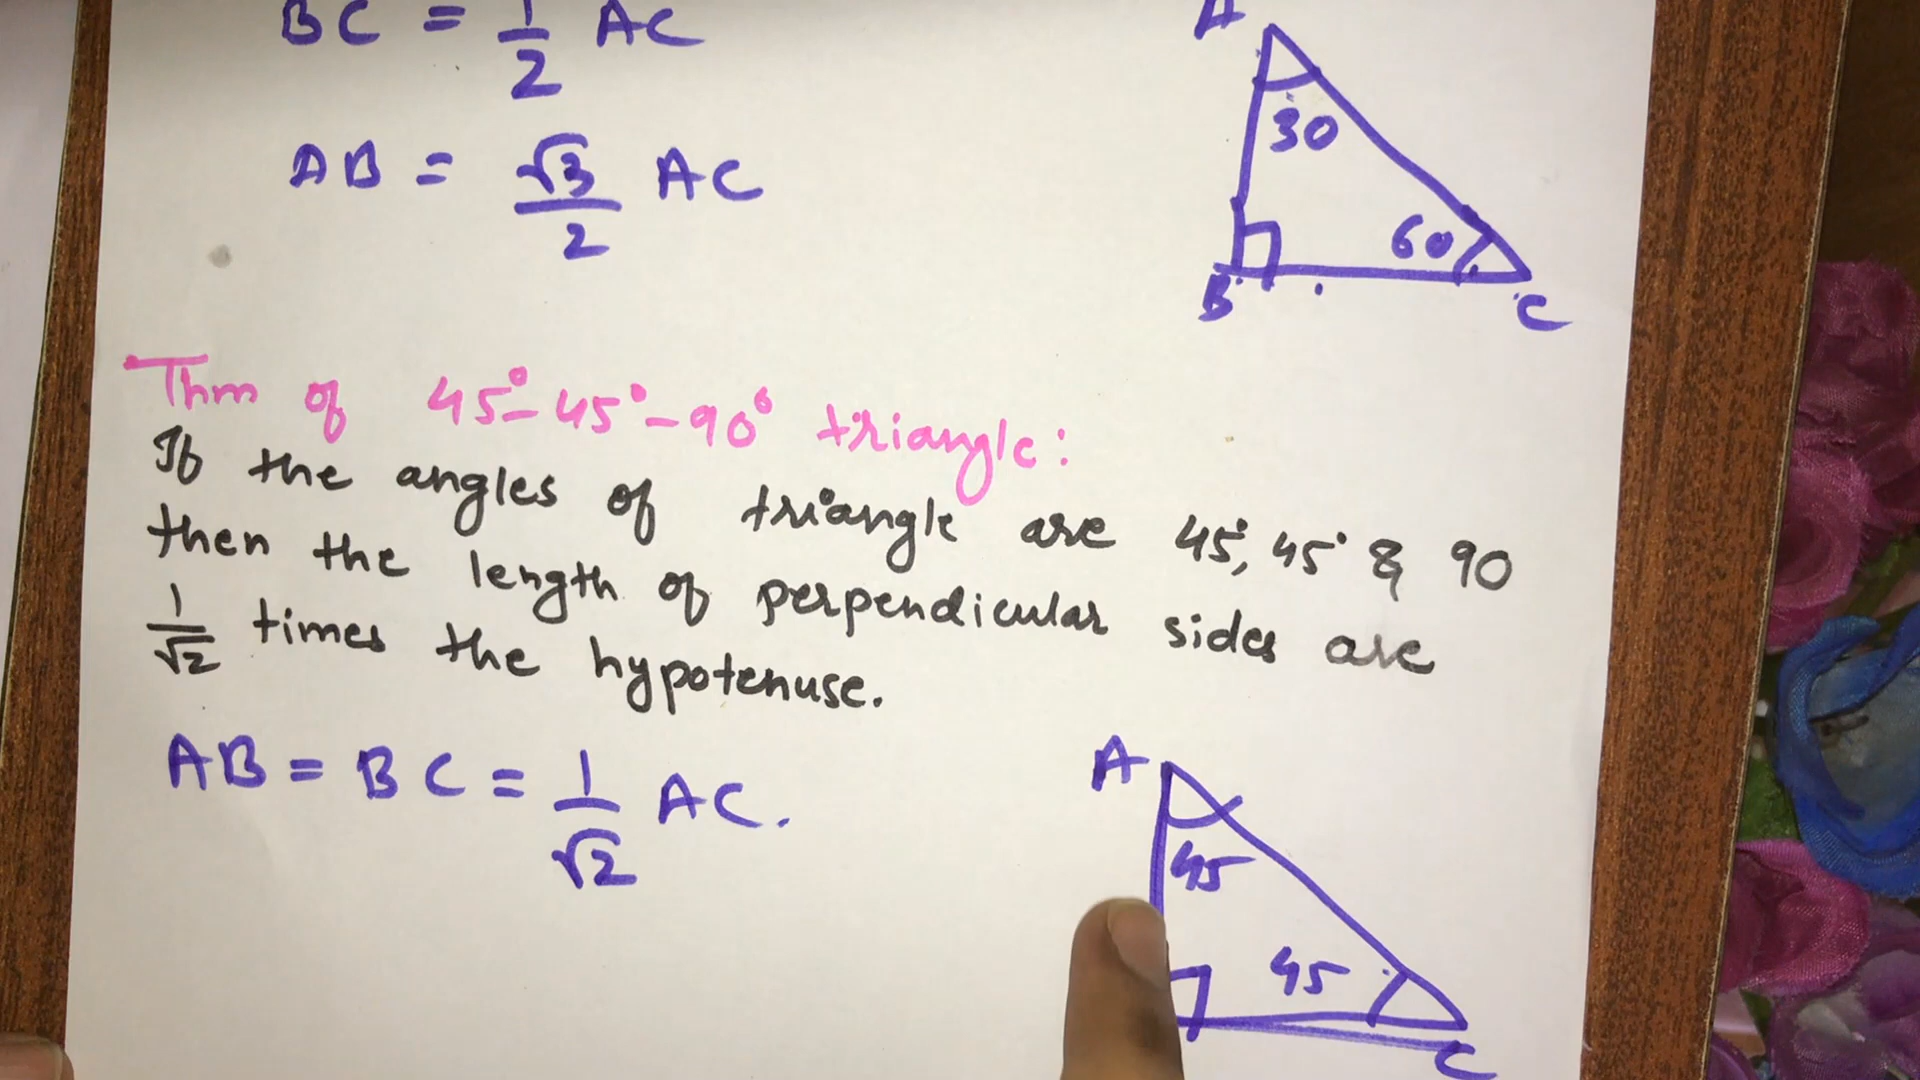 BC = 1/2 AC
AB = √3/2 AC
A
30
60
B
C
Thm of 45°-45°-90° triangle:
If the angles of triangle are 45°, 45° & 90
then the length of perpendicular sides are
1/√2 times the hypotenuse.
AB = BC = 1/√2 AC.
A
45
45
C